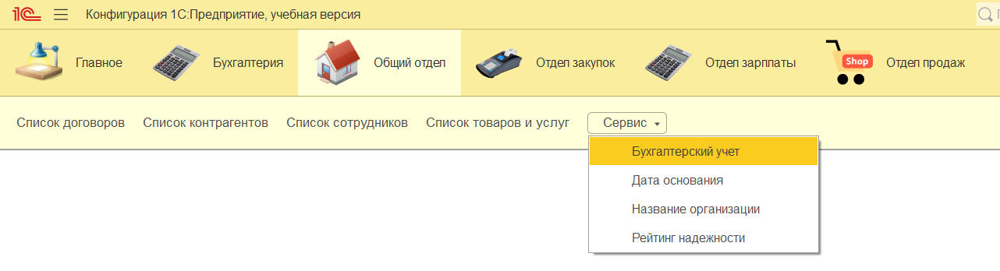 1С Конфигурация 1С:Предприятие, учебная версия
Главное Бухгалтерия Общий отдел Отдел закупок Отдел зарплаты Shop Отдел продаж
Список договоров Список контрагентов Список сотрудников Список товаров и услуг Сервис
Бухгалтерский учет
Дата основания
Название организации
Рейтинг надежности